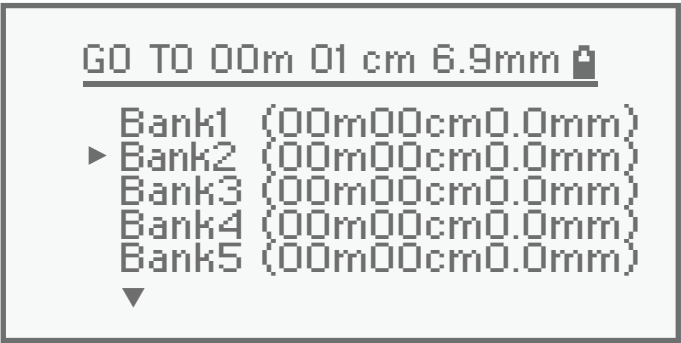 GO TO 00m 01 cm 6.9mm
Bank1 {00m00cm0.0mm}
Bank2 {00m00cm0.0mm}
Bank3 {00m00cm0.0mm}
Bank4 {00m00cm0.0mm}
Bank5 {00m00cm0.0mm}